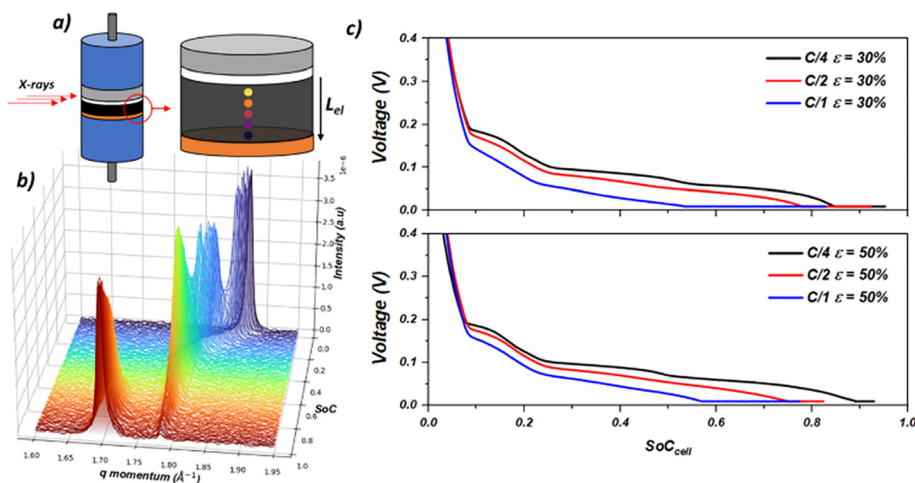 a)
X-rays
L_el
b)
3.5 1e-6
3.0
2.5
2.0
1.5
1.0
0.5
0.0
Intensity (a.u)
0.0
0.2
0.4
0.6
0.8
1.0
SoC
1.60 1.65 1.70 1.75 1.80 1.85 1.90 1.95
q momentum (Å⁻¹)
c)
0.4
0.3
0.2
0.1
0.0
Voltage (V)
C/4 ε = 30%
C/2 ε = 30%
C/1 ε = 30%
0.4
0.3
0.2
0.1
0.0
Voltage (V)
C/4 ε = 50%
C/2 ε = 50%
C/1 ε = 50%
0.0 0.2 0.4 0.6 0.8 1.0
SoC_cell